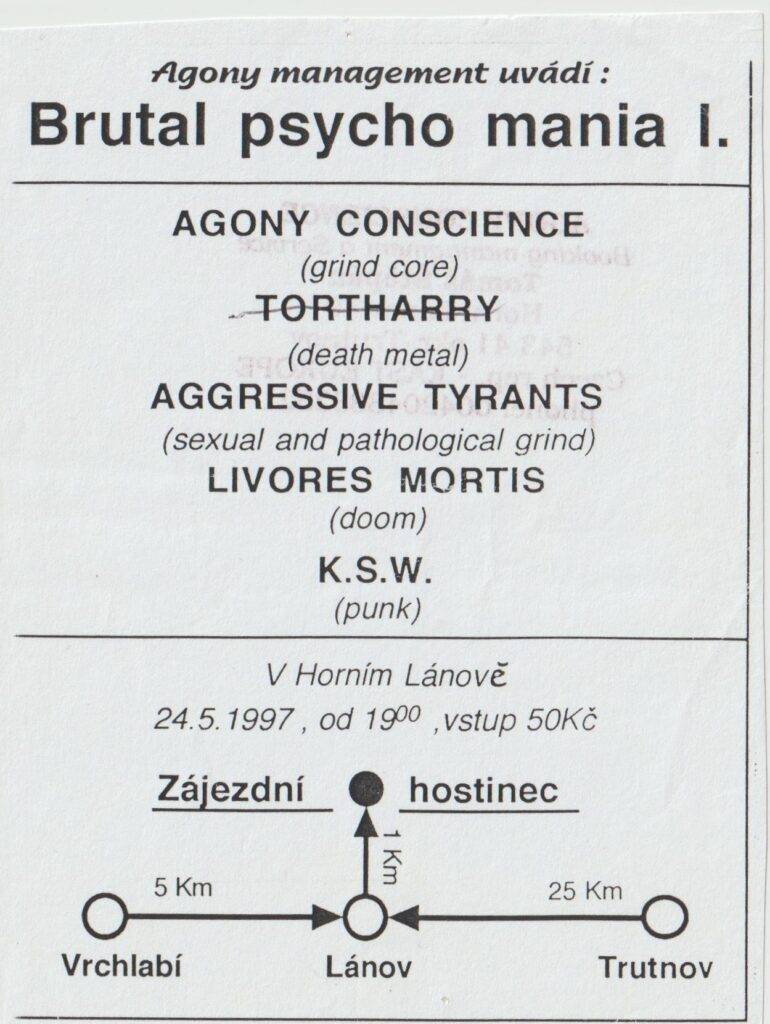 Agony management uvádí :
Brutal psycho mania I.
AGONY CONSCIENCE
(grind core)
TORTHARRY
(death metal)
AGGRESSIVE TYRANTS
(sexual and pathological grind)
LIVORES MORTIS
(doom)
K.S.W.
(punk)
V Horním Lánově
24.5.1997 , od 19⁰⁰ ,vstup 50Kč
Zájezdní hostinec
1 Km
5 Km 25 Km
Vrchlabí Lánov Trutnov